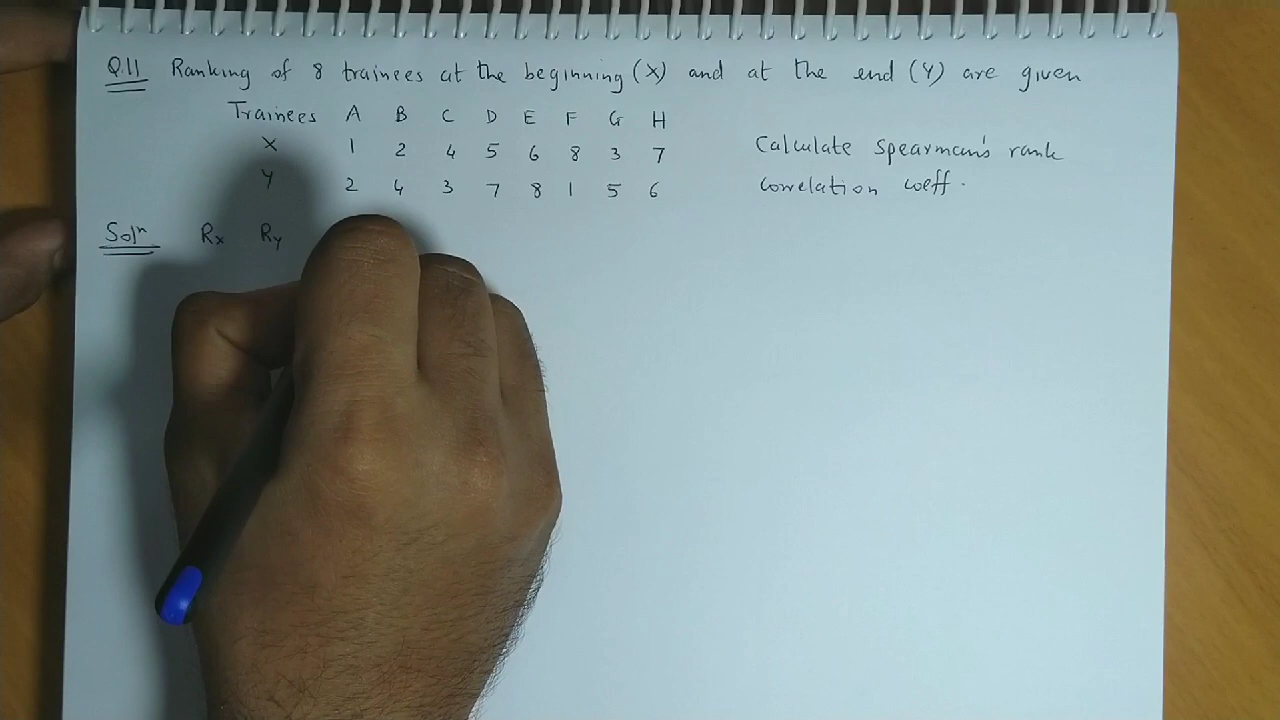 Q11 Ranking of 8 trainees at the beginning (X) and at the end (Y) are given
Trainees A B C D E F G H
X 1 2 4 5 6 8 3 7
Y 2 4 3 7 8 1 5 6
Calculate Spearman's rank
correlation coeff.
Solⁿ Rx Ry